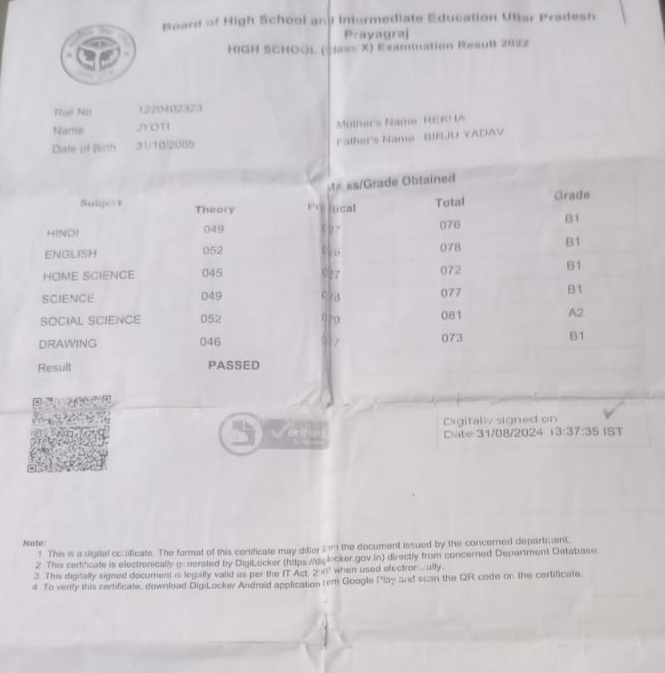 Board of High School and Intermediate Education Uttar Pradesh
Prayagraj
HIGH SCHOOL (Class X) Examination Result 2022
Roll No 1220402323
Name JYOTI
Date of Birth 31/10/2005
Mother's Name REKHA
Father's Name BIRJU YADAV
Marks/Grade Obtained
Subject Theory Practical Total Grade
HINDI 049 027 076 B1
ENGLISH 052 026 078 B1
HOME SCIENCE 045 027 072 B1
SCIENCE 049 028 077 B1
SOCIAL SCIENCE 052 029 081 A2
DRAWING 046 027 073 B1
Result PASSED
Verified
Digitally signed on
Date 31/08/2024 13:37:35 IST
Note:
1 This is a digital certificate. The format of this certificate may differ from the document issued by the concerned department.
2 This certificate is electronically generated by DigiLocker (https://digilocker.gov.in) directly from concerned Department Database.
3. This digitally signed document is legally valid as per the IT Act 2000 when used electronically.
4. To verify this certificate, download DigiLocker Android application from Google Play and scan the QR code on the certificate.